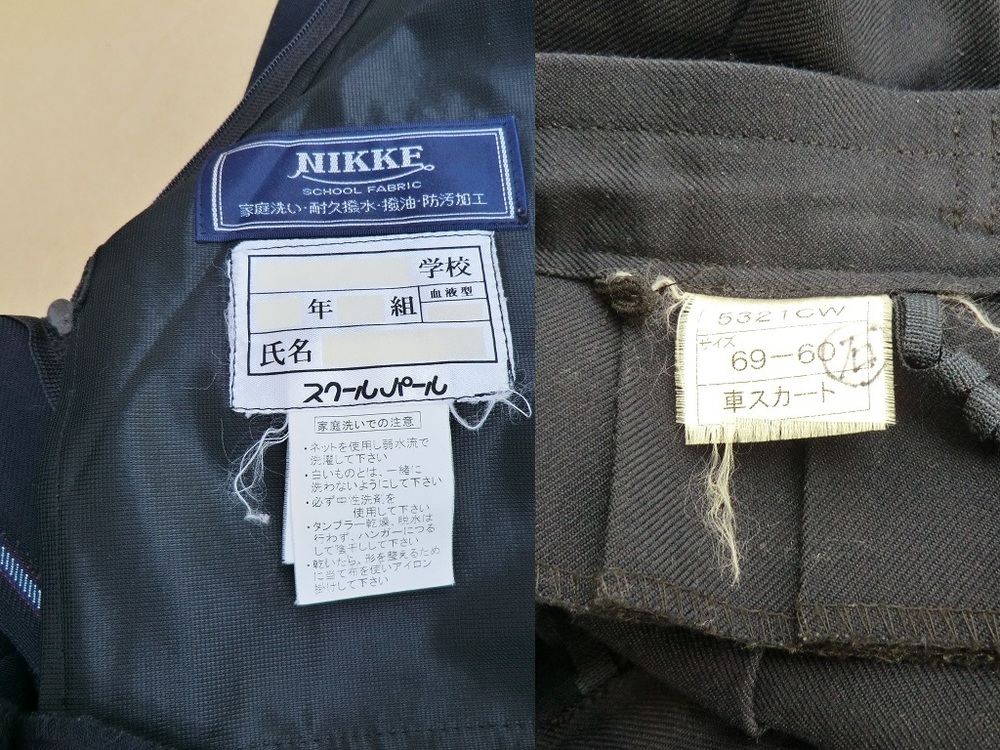 NIKKE
SCHOOL FABRIC
家庭洗い・耐久撥水・撥油・防汚加工
学校
年 組 血液型
氏名
スクールパール
家庭洗いでの注意
・ネットを使用し弱水流で
洗濯して下さい
・白いものとは、一緒に
洗わないようにして下さい
・必ず中性洗剤を
使用して下さい
・タンブラー乾燥、脱水は
行わず、ハンガーにつる
して陰干しして下さい
・乾いたら、形を整えるため
に当て布を使いアイロン
掛けして下さい
5321CW
サイズ
69-60
車スカート